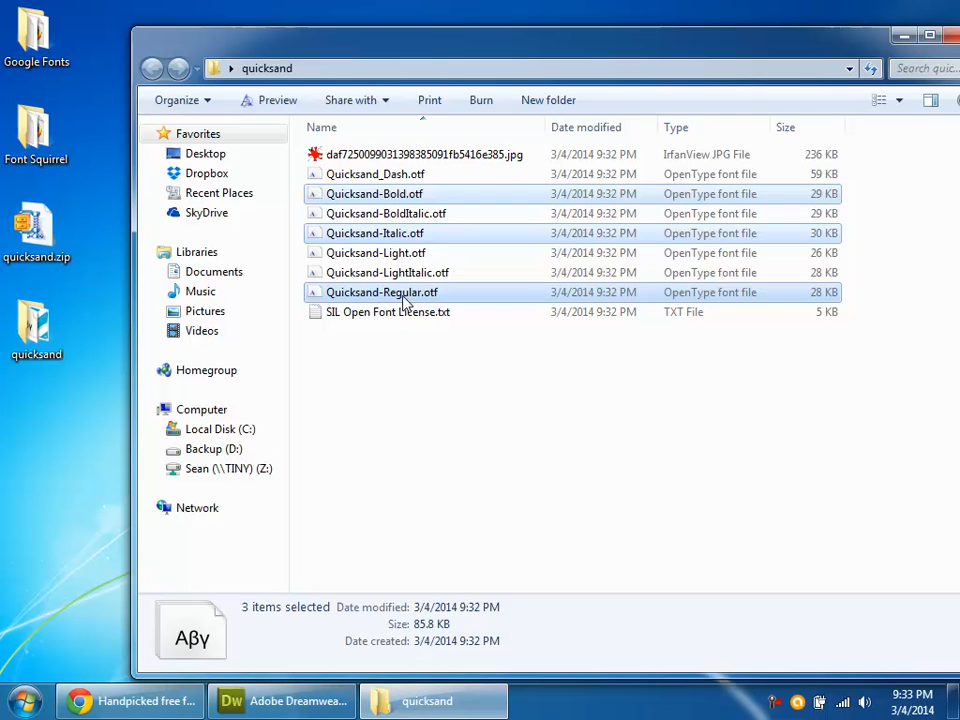 Google Fonts
Font Squirrel
quicksand.zip
quicksand
quicksand
Search quic...
Organize
Preview
Share with
Print
Burn
New folder
Favorites
Desktop
Dropbox
Recent Places
SkyDrive
Libraries
Documents
Music
Pictures
Videos
Homegroup
Computer
Local Disk (C:)
Backup (D:)
Sean (\\TINY) (Z:)
Network
Name Date modified Type Size
daf7250099031398385091fb5416e385.jpg 3/4/2014 9:32 PM IrfanView JPG File 236 KB
Quicksand_Dash.otf 3/4/2014 9:32 PM OpenType font file 59 KB
Quicksand-Bold.otf 3/4/2014 9:32 PM OpenType font file 29 KB
Quicksand-BoldItalic.otf 3/4/2014 9:32 PM OpenType font file 29 KB
Quicksand-Italic.otf 3/4/2014 9:32 PM OpenType font file 30 KB
Quicksand-Light.otf 3/4/2014 9:32 PM OpenType font file 26 KB
Quicksand-LightItalic.otf 3/4/2014 9:32 PM OpenType font file 28 KB
Quicksand-Regular.otf 3/4/2014 9:32 PM OpenType font file 28 KB
SIL Open Font License.txt 3/4/2014 9:32 PM TXT File 5 KB
Αβγ
3 items selected Date modified: 3/4/2014 9:32 PM
Size: 85.8 KB
Date created: 3/4/2014 9:32 PM
Handpicked free f...
Dw Adobe Dreamwea...
quicksand
9:33 PM
3/4/2014